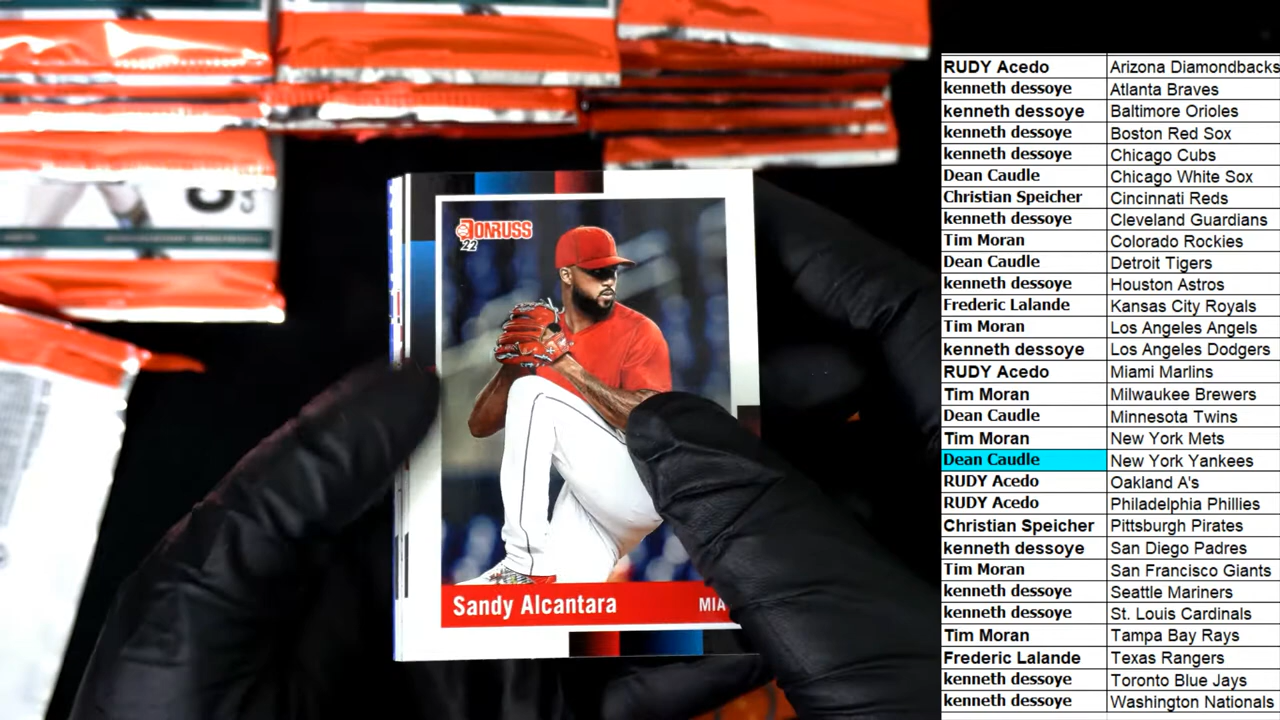 DONRUSS
22
Sandy Alcantara MIA
RUDY Acedo Arizona Diamondbacks
kenneth dessoye Atlanta Braves
kenneth dessoye Baltimore Orioles
kenneth dessoye Boston Red Sox
kenneth dessoye Chicago Cubs
Dean Caudle Chicago White Sox
Christian Speicher Cincinnati Reds
kenneth dessoye Cleveland Guardians
Tim Moran Colorado Rockies
Dean Caudle Detroit Tigers
kenneth dessoye Houston Astros
Frederic Lalande Kansas City Royals
Tim Moran Los Angeles Angels
kenneth dessoye Los Angeles Dodgers
RUDY Acedo Miami Marlins
Tim Moran Milwaukee Brewers
Dean Caudle Minnesota Twins
Tim Moran New York Mets
Dean Caudle New York Yankees
RUDY Acedo Oakland A's
RUDY Acedo Philadelphia Phillies
Christian Speicher Pittsburgh Pirates
kenneth dessoye San Diego Padres
Tim Moran San Francisco Giants
kenneth dessoye Seattle Mariners
kenneth dessoye St. Louis Cardinals
Tim Moran Tampa Bay Rays
Frederic Lalande Texas Rangers
kenneth dessoye Toronto Blue Jays
kenneth dessoye Washington Nationals